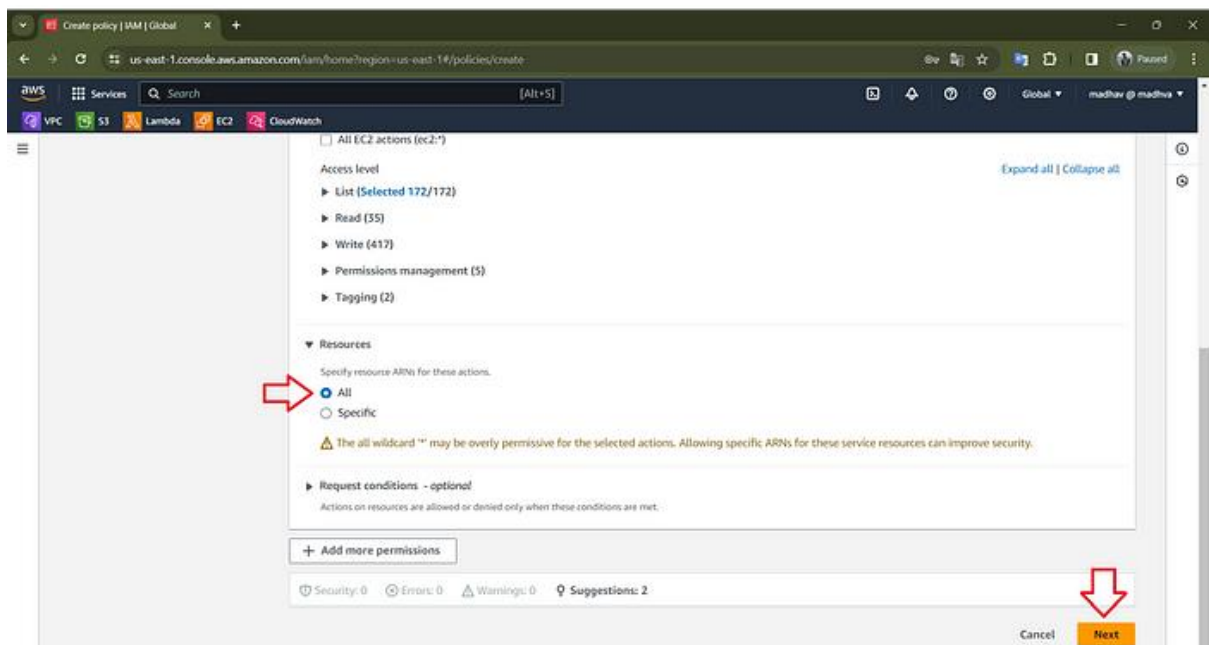 Create policy | IAM | Global
us-east-1.console.aws.amazon.com/iam/home?region=us-east-1#/policies/create
Paused
aws
Services
Search
[Alt+S]
Global
madhav @ madhva
VPC
S3
Lambda
EC2
CloudWatch
All EC2 actions (ec2:*)
Access level
Expand all | Collapse all
List (Selected 172/172)
Read (35)
Write (417)
Permissions management (5)
Tagging (2)
Resources
Specify resource ARNs for these actions.
All
Specific
The all wildcard '*' may be overly permissive for the selected actions. Allowing specific ARNs for these service resources can improve security.
Request conditions - optional
Actions on resources are allowed or denied only when these conditions are met.
+ Add more permissions
Security: 0
Errors: 0
Warnings: 0
Suggestions: 2
Cancel
Next